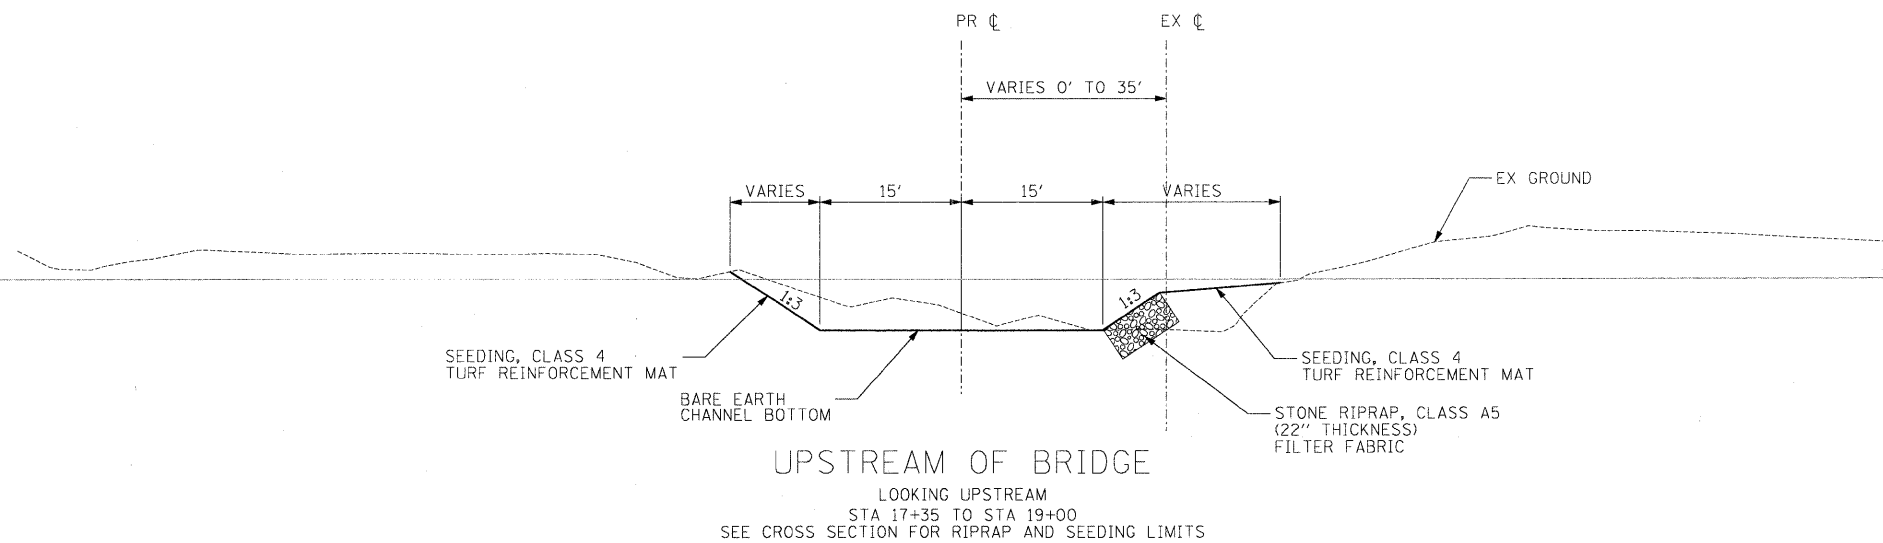 PR ℄
EX ℄
VARIES 0' TO 35'
VARIES
15'
15'
VARIES
EX GROUND
1:3
1:3
SEEDING, CLASS 4
TURF REINFORCEMENT MAT
SEEDING, CLASS 4
TURF REINFORCEMENT MAT
BARE EARTH
CHANNEL BOTTOM
STONE RIPRAP, CLASS A5
(22" THICKNESS)
FILTER FABRIC
UPSTREAM OF BRIDGE
LOOKING UPSTREAM
STA 17+35 TO STA 19+00
SEE CROSS SECTION FOR RIPRAP AND SEEDING LIMITS